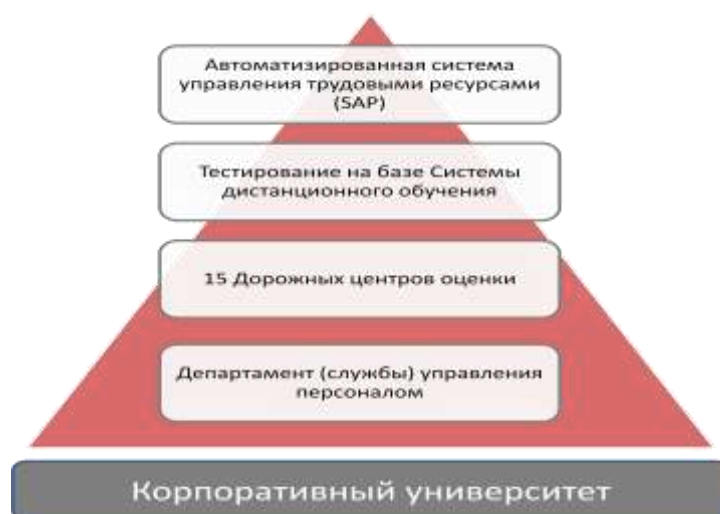 Автоматизированная система
управления трудовыми ресурсами
(SAP)
Тестирование на базе Системы
дистанционного обучения
15 Дорожных центров оценки
Департамент (службы) управления
персоналом
Корпоративный университет